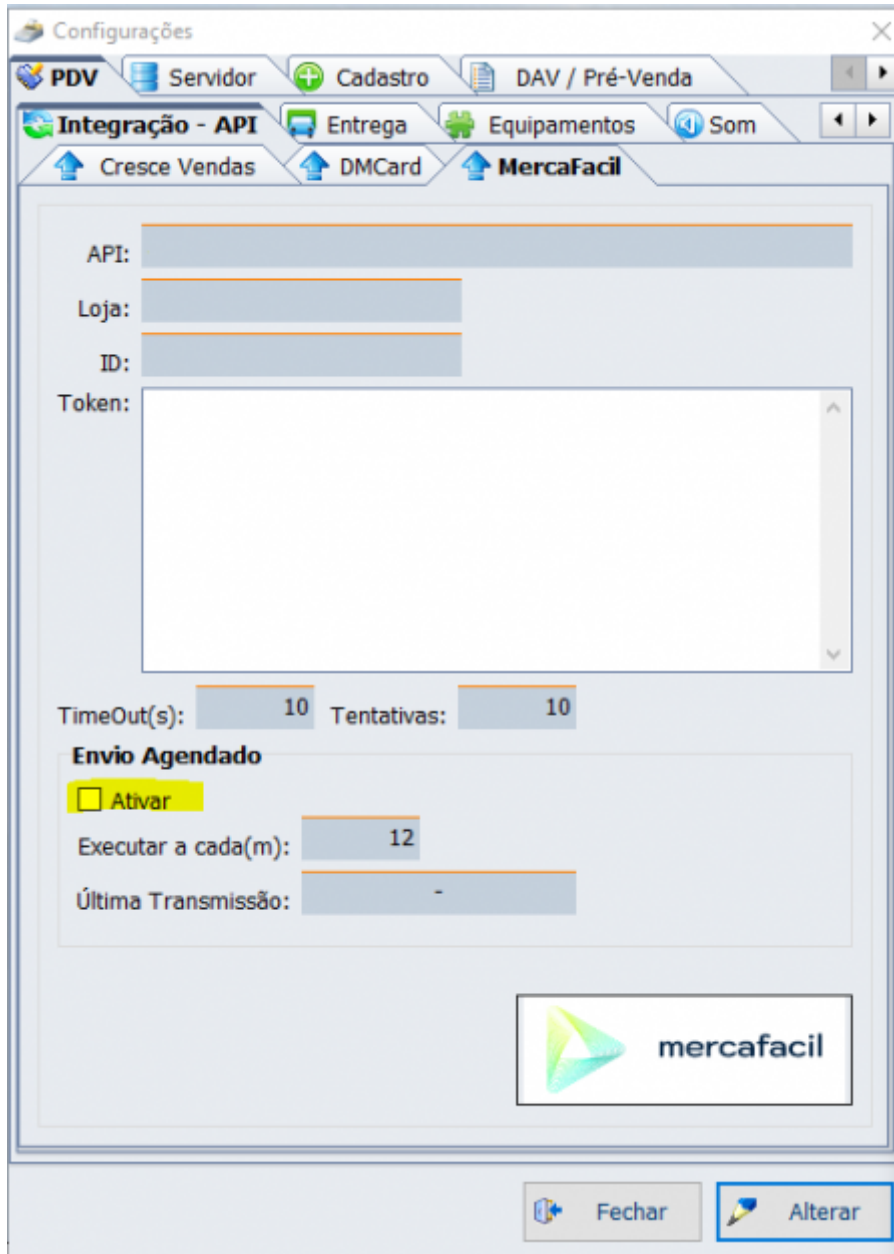 Configurações
PDV Servidor Cadastro DAV / Pré-Venda
Integração - API Entrega Equipamentos Som
Cresce Vendas DMCard MercaFacil
API:
Loja:
ID:
Token:
TimeOut(s): 10 Tentativas: 10
Envio Agendado
Ativar
Executar a cada(m): 12
Última Transmissão: -
mercafacil
Fechar Alterar